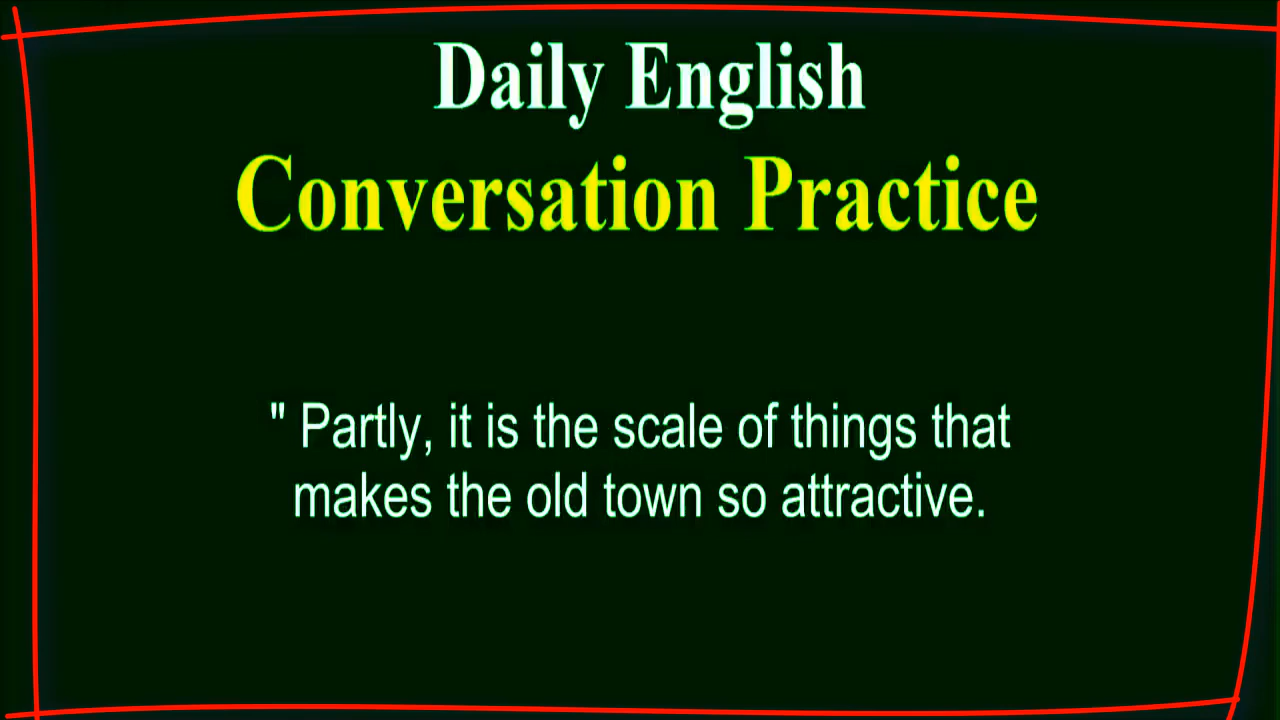 Daily English
Conversation Practice
" Partly, it is the scale of things that
makes the old town so attractive.